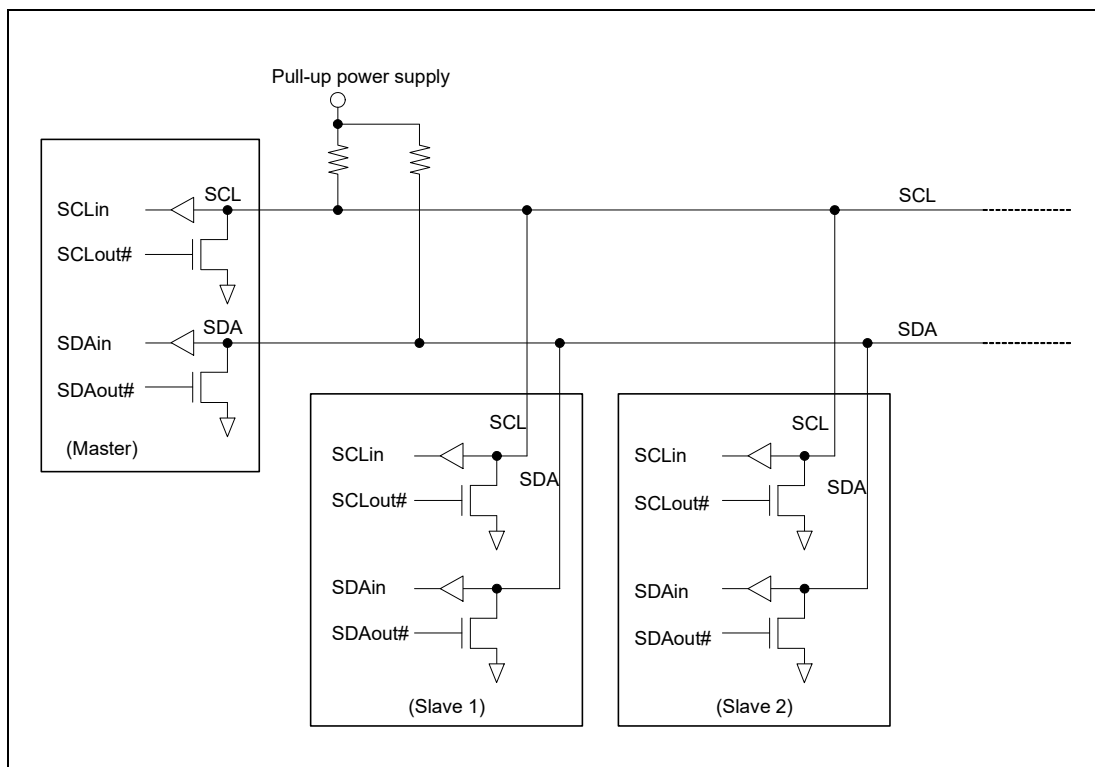 Pull-up power supply
SCL
SCL
SCLin
SCLout#
SDA
SDA
SDAin
SDAout#
(Master)
SCL
SCLin
SDA
SCLout#
SDAin
SDAout#
(Slave 1)
SCL
SCLin
SDA
SCLout#
SDAin
SDAout#
(Slave 2)